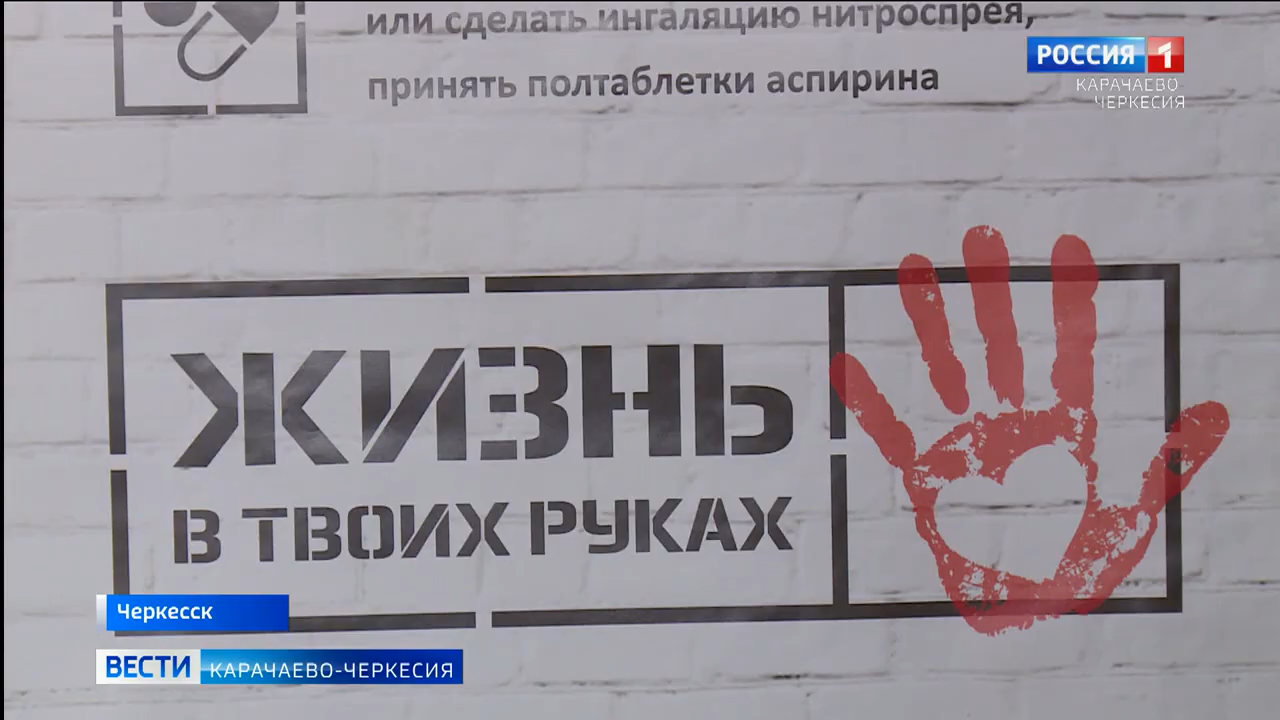 или сделать ингаляцию нитроспрея,
принять полтаблетки аспирина
РОССИЯ 1
КАРАЧАЕВО-
ЧЕРКЕСИЯ
ЖИЗНЬ
В ТВОИХ РУКАХ
Черкесск
ВЕСТИ КАРАЧАЕВО-ЧЕРКЕСИЯ